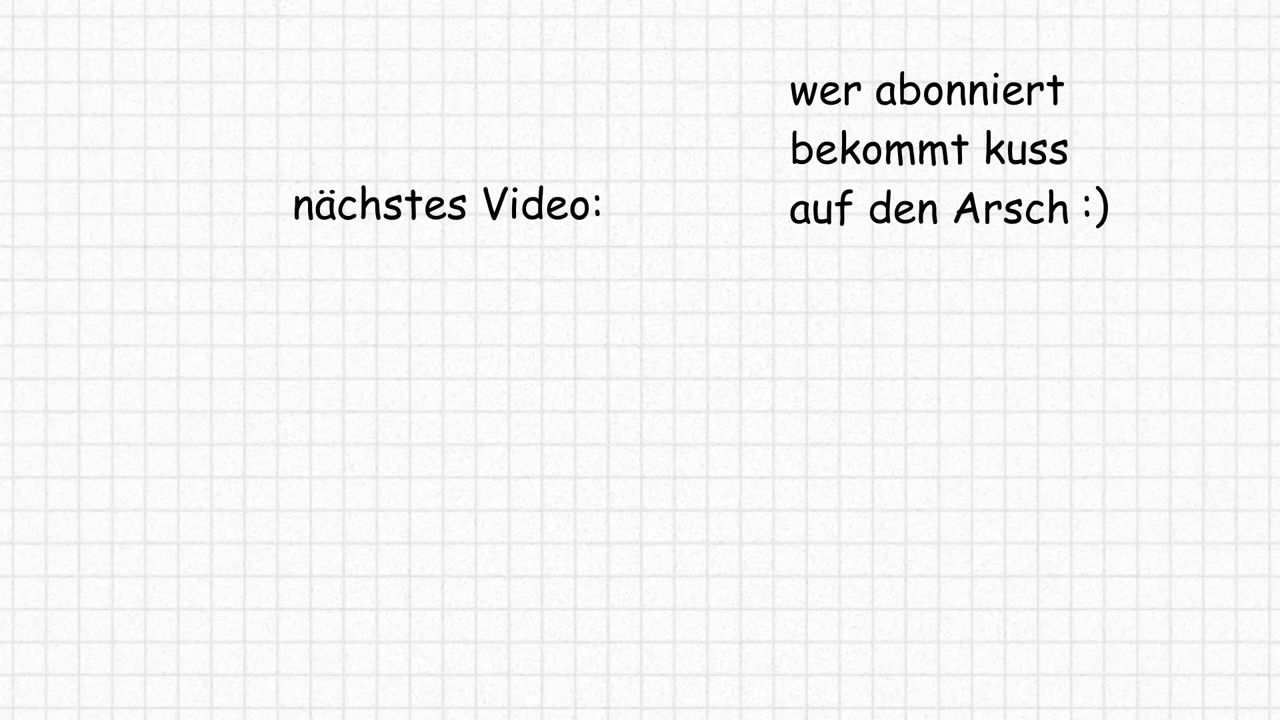 nächstes Video:
wer abonniert
bekommt kuss
auf den Arsch :)